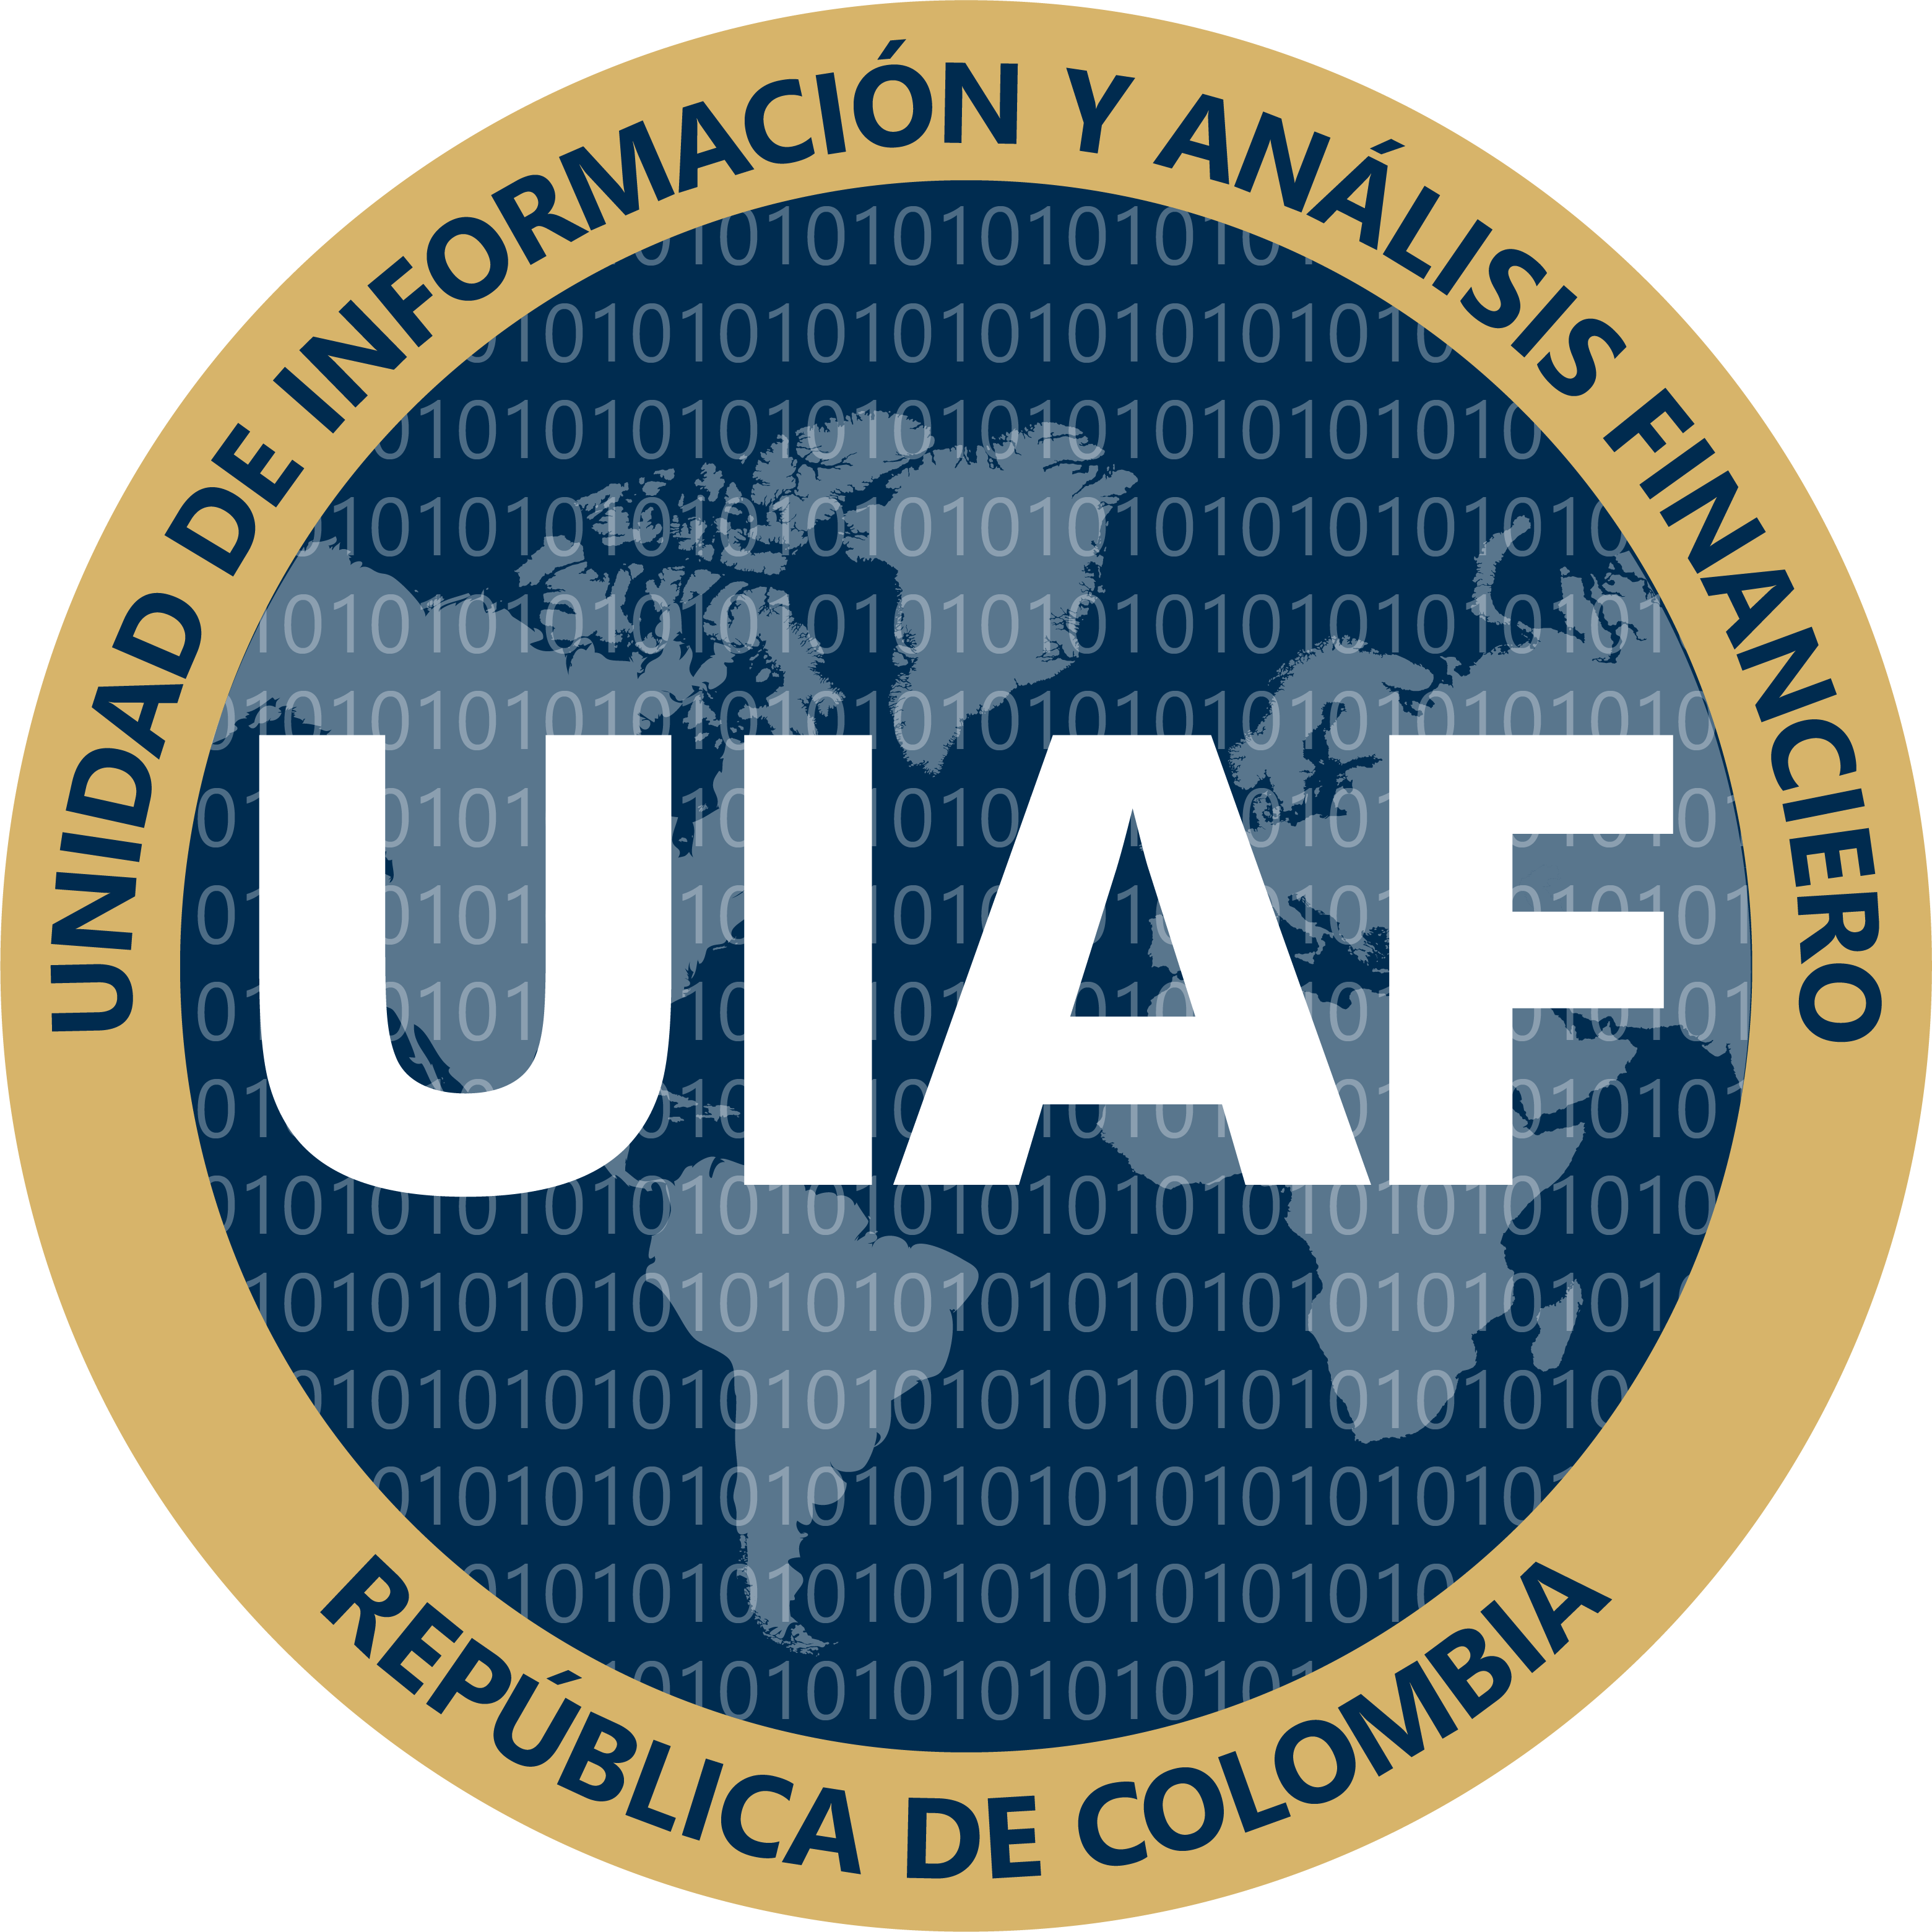 UNIDAD DE INFORMACIÓN Y ANÁLISIS FINANCIERO
UIAF
REPÚBLICA DE COLOMBIA